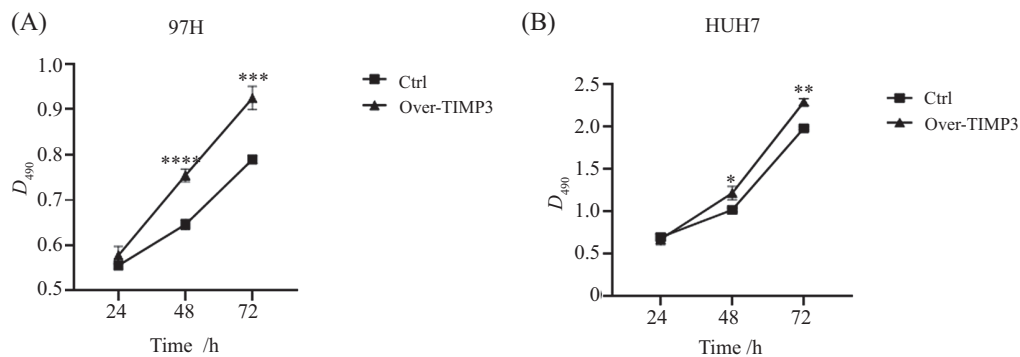 (A)
97H
1.0
0.9
0.8
0.7
0.6
0.5
D490
****
***
24
48
72
Time /h
Ctrl
Over-TIMP3
(B)
HUH7
2.5
2.0
1.5
1.0
0.5
0
D490
*
**
24
48
72
Time /h
Ctrl
Over-TIMP3